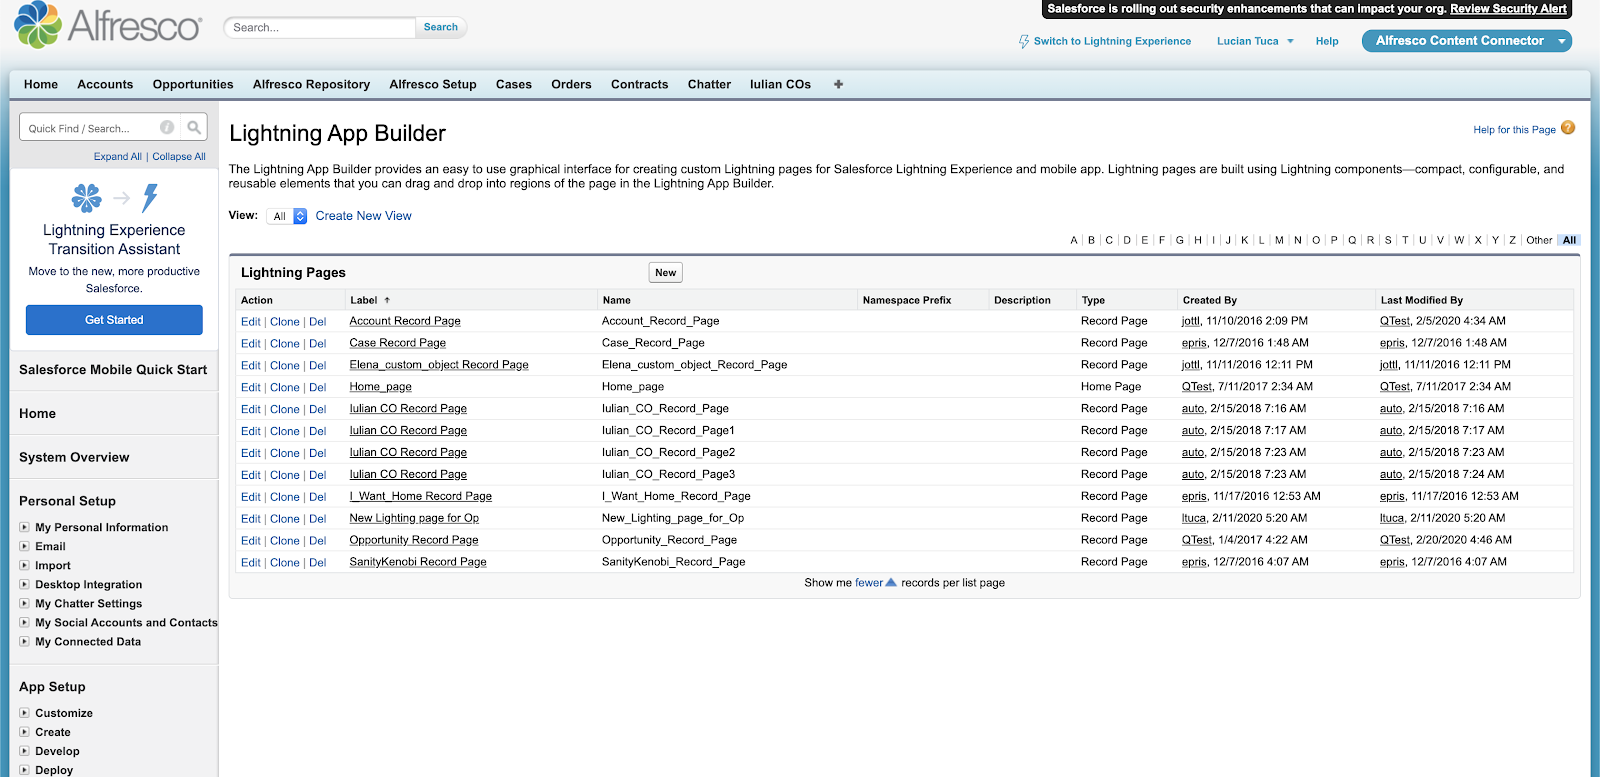 Alfresco
Search...
Search
Salesforce is rolling out security enhancements that can impact your org. Review Security Alert
Switch to Lightning Experience
Lucian Tuca
Help
Alfresco Content Connector
Home Accounts Opportunities Alfresco Repository Alfresco Setup Cases Orders Contracts Chatter Iulian COs
Quick Find / Search...
Expand All | Collapse All
Lightning Experience
Transition Assistant
Move to the new, more productive
Salesforce.
Get Started
Salesforce Mobile Quick Start
Home
System Overview
Personal Setup
My Personal Information
Email
Import
Desktop Integration
My Chatter Settings
My Social Accounts and Contacts
My Connected Data
App Setup
Customize
Create
Develop
Deploy
Lightning App Builder
Help for this Page
The Lightning App Builder provides an easy to use graphical interface for creating custom Lightning pages for Salesforce Lightning Experience and mobile app. Lightning pages are built using Lightning components—compact, configurable, and
reusable elements that you can drag and drop into regions of the page in the Lightning App Builder.
View: All Create New View
A | B | C | D | E | F | G | H | I | J | K | L | M | N | O | P | Q | R | S | T | U | V | W | X | Y | Z | Other All
Lightning Pages New
Action Label Name Namespace Prefix Description Type Created By Last Modified By
Edit | Clone | Del Account Record Page Account_Record_Page Record Page jottl, 11/10/2016 2:09 PM QTest, 2/5/2020 4:34 AM
Edit | Clone | Del Case Record Page Case_Record_Page Record Page epris, 12/7/2016 1:48 AM epris, 12/7/2016 1:48 AM
Edit | Clone | Del Elena_custom_object Record Page Elena_custom_object_Record_Page Record Page jottl, 11/11/2016 12:11 PM jottl, 11/11/2016 12:11 PM
Edit | Clone | Del Home_page Home_page Home Page QTest, 7/11/2017 2:34 AM QTest, 7/11/2017 2:34 AM
Edit | Clone | Del Iulian CO Record Page Iulian_CO_Record_Page Record Page auto, 2/15/2018 7:16 AM auto, 2/15/2018 7:16 AM
Edit | Clone | Del Iulian CO Record Page Iulian_CO_Record_Page1 Record Page auto, 2/15/2018 7:17 AM auto, 2/15/2018 7:17 AM
Edit | Clone | Del Iulian CO Record Page Iulian_CO_Record_Page2 Record Page auto, 2/15/2018 7:23 AM auto, 2/15/2018 7:23 AM
Edit | Clone | Del Iulian CO Record Page Iulian_CO_Record_Page3 Record Page auto, 2/15/2018 7:23 AM auto, 2/15/2018 7:24 AM
Edit | Clone | Del I_Want_Home Record Page I_Want_Home_Record_Page Record Page epris, 11/17/2016 12:53 AM epris, 11/17/2016 12:53 AM
Edit | Clone | Del New Lighting page for Op New_Lighting_page_for_Op Record Page ltuca, 2/11/2020 5:20 AM ltuca, 2/11/2020 5:20 AM
Edit | Clone | Del Opportunity Record Page Opportunity_Record_Page Record Page QTest, 1/4/2017 4:22 AM QTest, 2/20/2020 4:46 AM
Edit | Clone | Del SanityKenobi Record Page SanityKenobi_Record_Page Record Page epris, 12/7/2016 4:07 AM epris, 12/7/2016 4:07 AM
Show me fewer records per list page